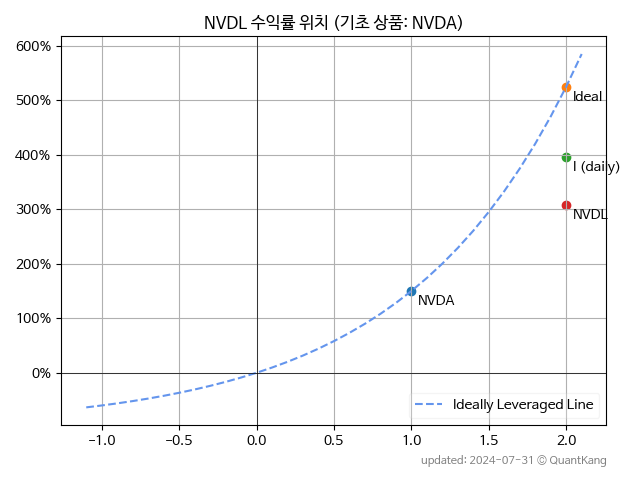 NVDL 수익률 위치 (기초 상품: NVDA)
600%
500%
400%
300%
200%
100%
0%
Ideal
I (daily)
NVDL
NVDA
Ideally Leveraged Line
-1.0 -0.5 0.0 0.5 1.0 1.5 2.0
updated: 2024-07-31 © QuantKang